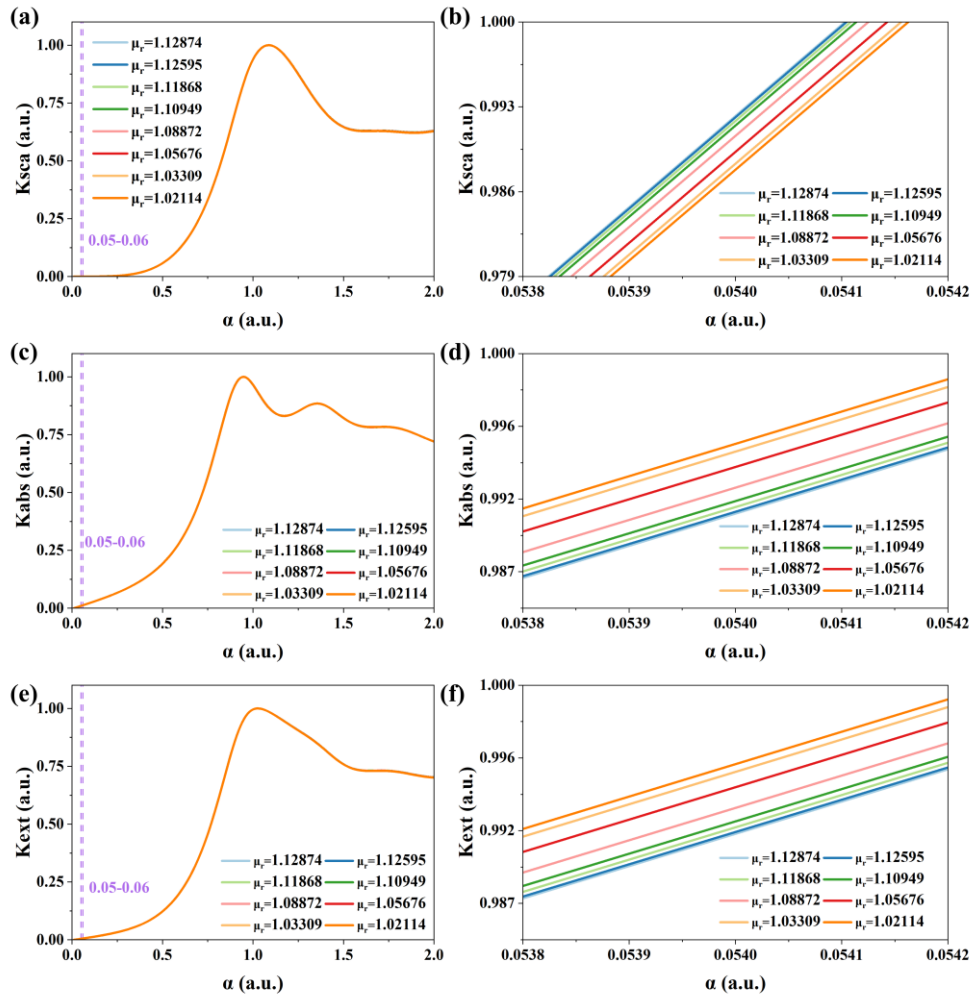 (a)
1.00
0.75
0.50
0.25
0.00
Ksca (a.u.)
μr=1.12874
μr=1.12595
μr=1.11868
μr=1.10949
μr=1.08872
μr=1.05676
μr=1.03309
μr=1.02114
0.05-0.06
0.0 0.5 1.0 1.5 2.0
α (a.u.)
(b)
1.000
0.993
0.986
0.979
Ksca (a.u.)
μr=1.12874 μr=1.12595
μr=1.11868 μr=1.10949
μr=1.08872 μr=1.05676
μr=1.03309 μr=1.02114
0.0538 0.0539 0.0540 0.0541 0.0542
α (a.u.)
(c)
1.00
0.75
0.50
0.25
0.00
Kabs (a.u.)
0.05-0.06
μr=1.12874 μr=1.12595
μr=1.11868 μr=1.10949
μr=1.08872 μr=1.05676
μr=1.03309 μr=1.02114
0.0 0.5 1.0 1.5 2.0
α (a.u.)
(d)
1.000
0.996
0.992
0.987
Kabs (a.u.)
μr=1.12874 μr=1.12595
μr=1.11868 μr=1.10949
μr=1.08872 μr=1.05676
μr=1.03309 μr=1.02114
0.0538 0.0539 0.0540 0.0541 0.0542
α (a.u.)
(e)
1.00
0.75
0.50
0.25
0.00
Kext (a.u.)
0.05-0.06
μr=1.12874 μr=1.12595
μr=1.11868 μr=1.10949
μr=1.08872 μr=1.05676
μr=1.03309 μr=1.02114
0.0 0.5 1.0 1.5 2.0
α (a.u.)
(f)
1.000
0.996
0.992
0.987
Kext (a.u.)
μr=1.12874 μr=1.12595
μr=1.11868 μr=1.10949
μr=1.08872 μr=1.05676
μr=1.03309 μr=1.02114
0.0538 0.0539 0.0540 0.0541 0.0542
α (a.u.)